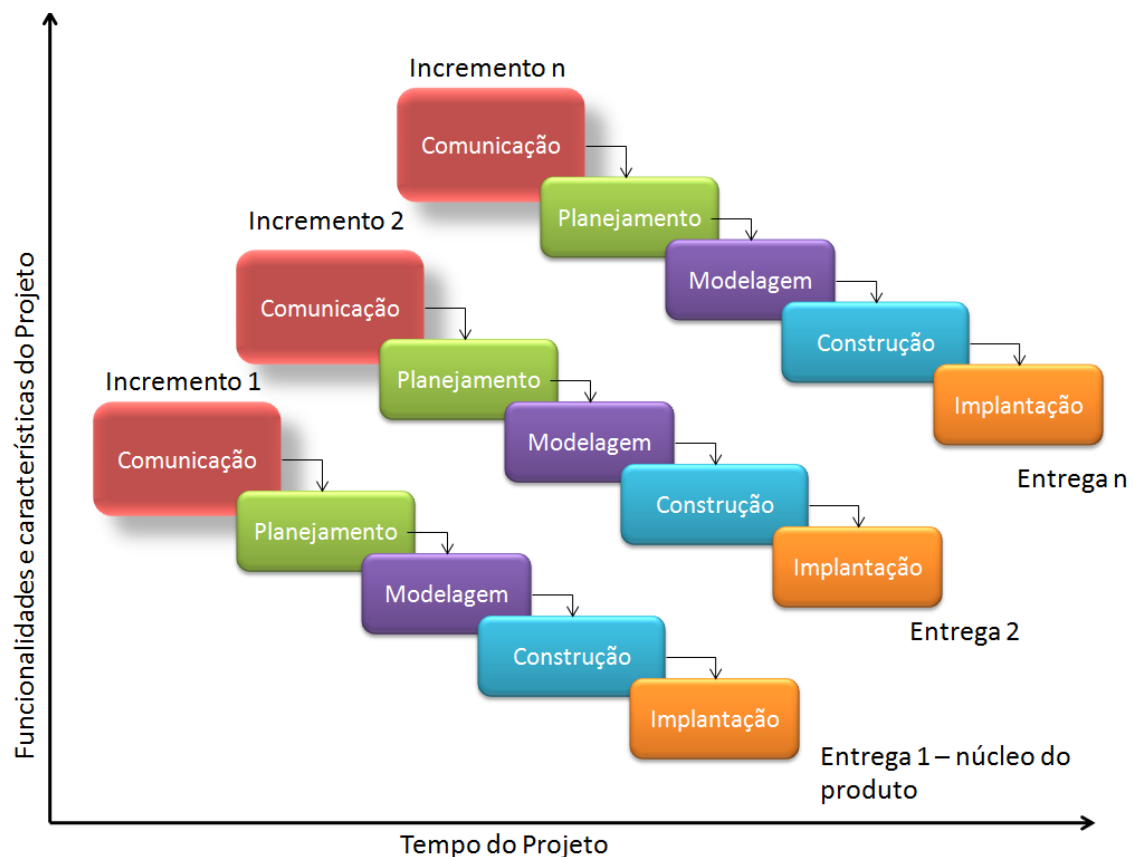 Incremento n
Comunicação
Planejamento
Modelagem
Construção
Implantação
Entrega n
Incremento 2
Comunicação
Planejamento
Modelagem
Construção
Implantação
Entrega 2
Incremento 1
Comunicação
Planejamento
Modelagem
Construção
Implantação
Entrega 1 – núcleo do
produto
Funcionalidades e características do Projeto
Tempo do Projeto